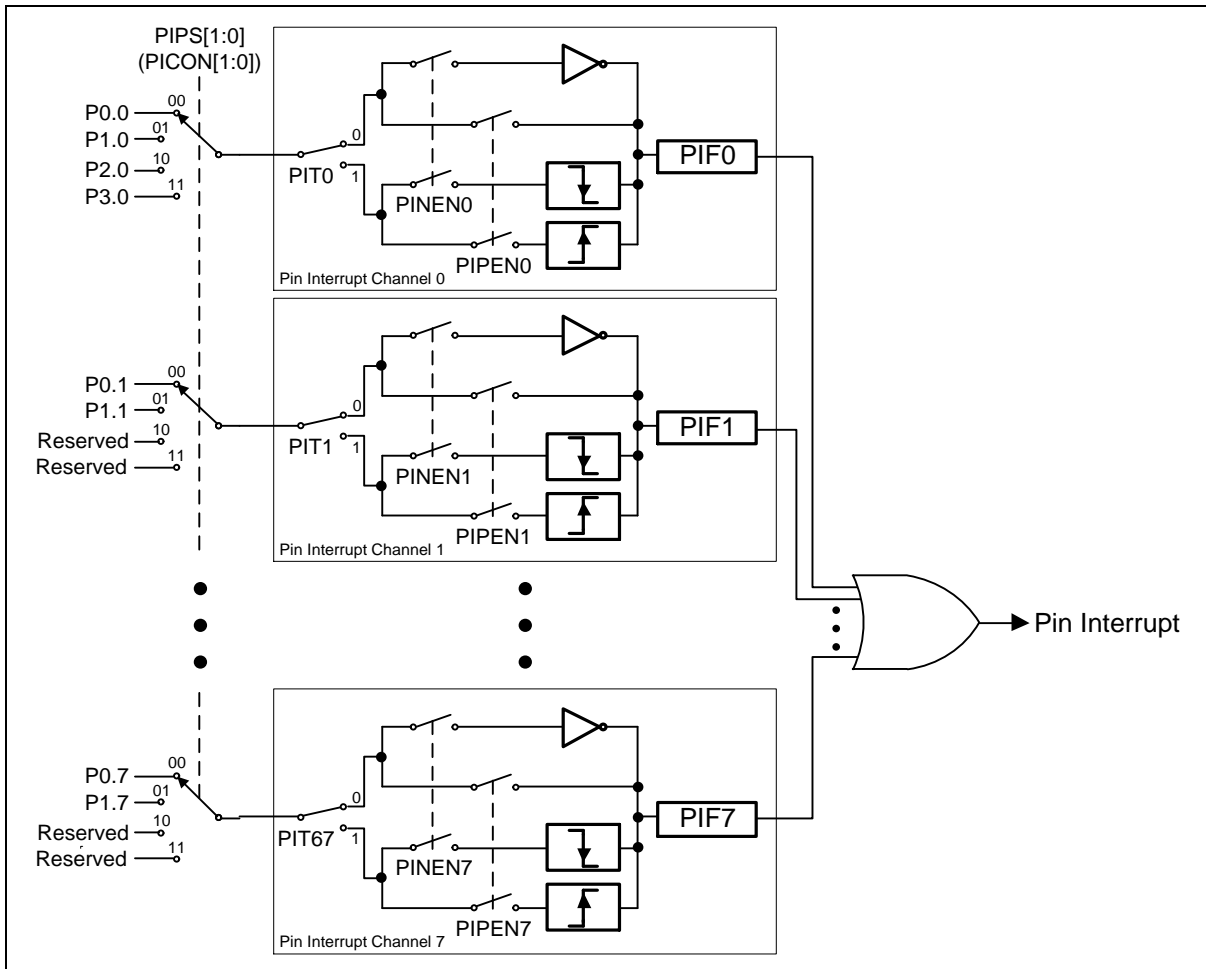 PIPS[1:0]
(PICON[1:0])
P0.0
00
P1.0
01
P2.0
10
P3.0
11
PIT0
0
1
PINEN0
PIPEN0
PIF0
Pin Interrupt Channel 0
P0.1
00
P1.1
01
Reserved
10
Reserved
11
PIT1
0
1
PINEN1
PIPEN1
PIF1
Pin Interrupt Channel 1
Pin Interrupt
P0.7
00
P1.7
01
Reserved
10
Reserved
11
PIT67
0
1
PINEN7
PIPEN7
PIF7
Pin Interrupt Channel 7